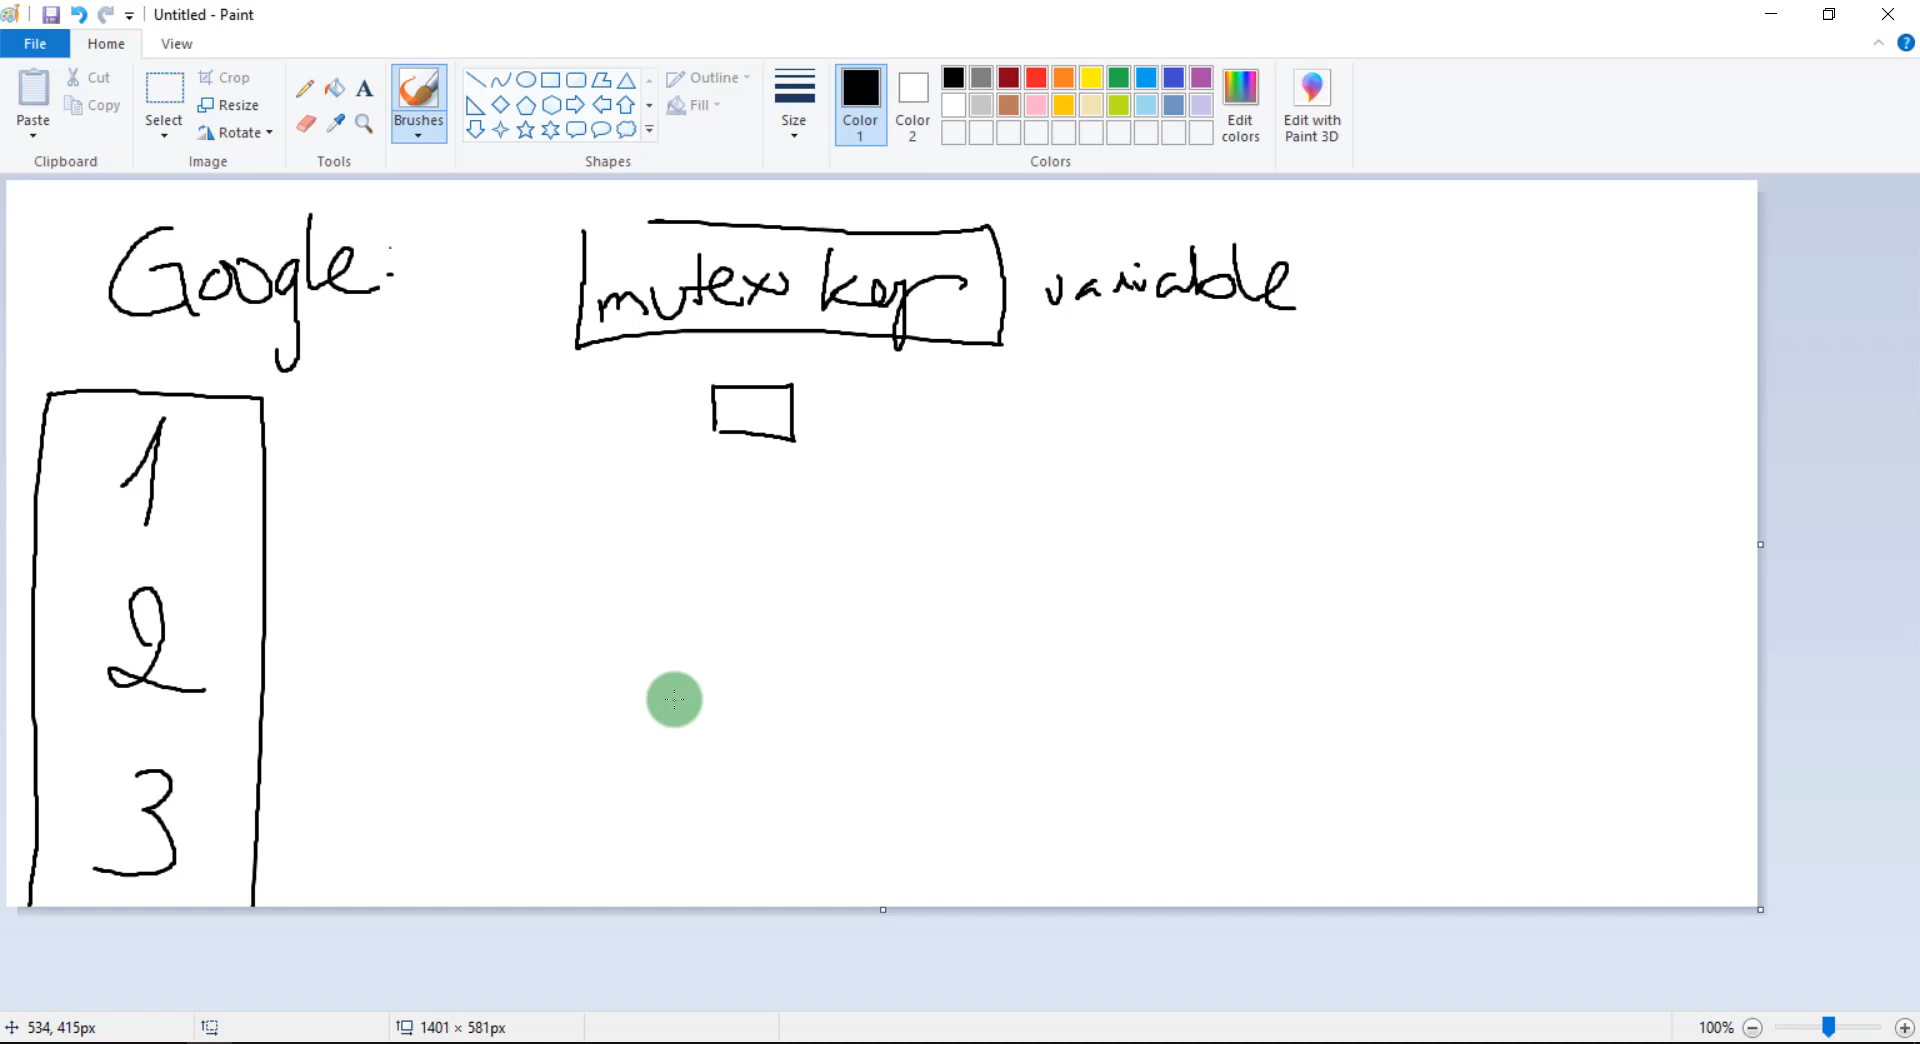 Untitled - Paint
File Home View
Paste Cut Copy Clipboard
Select Crop Resize Rotate Image
Tools
Brushes
Outline Fill Shapes
Size
Color 1 Color 2 Edit colors Colors
Edit with Paint 3D
Google: mutex key variable
1
2
3
534, 415px 1401 × 581px 100%